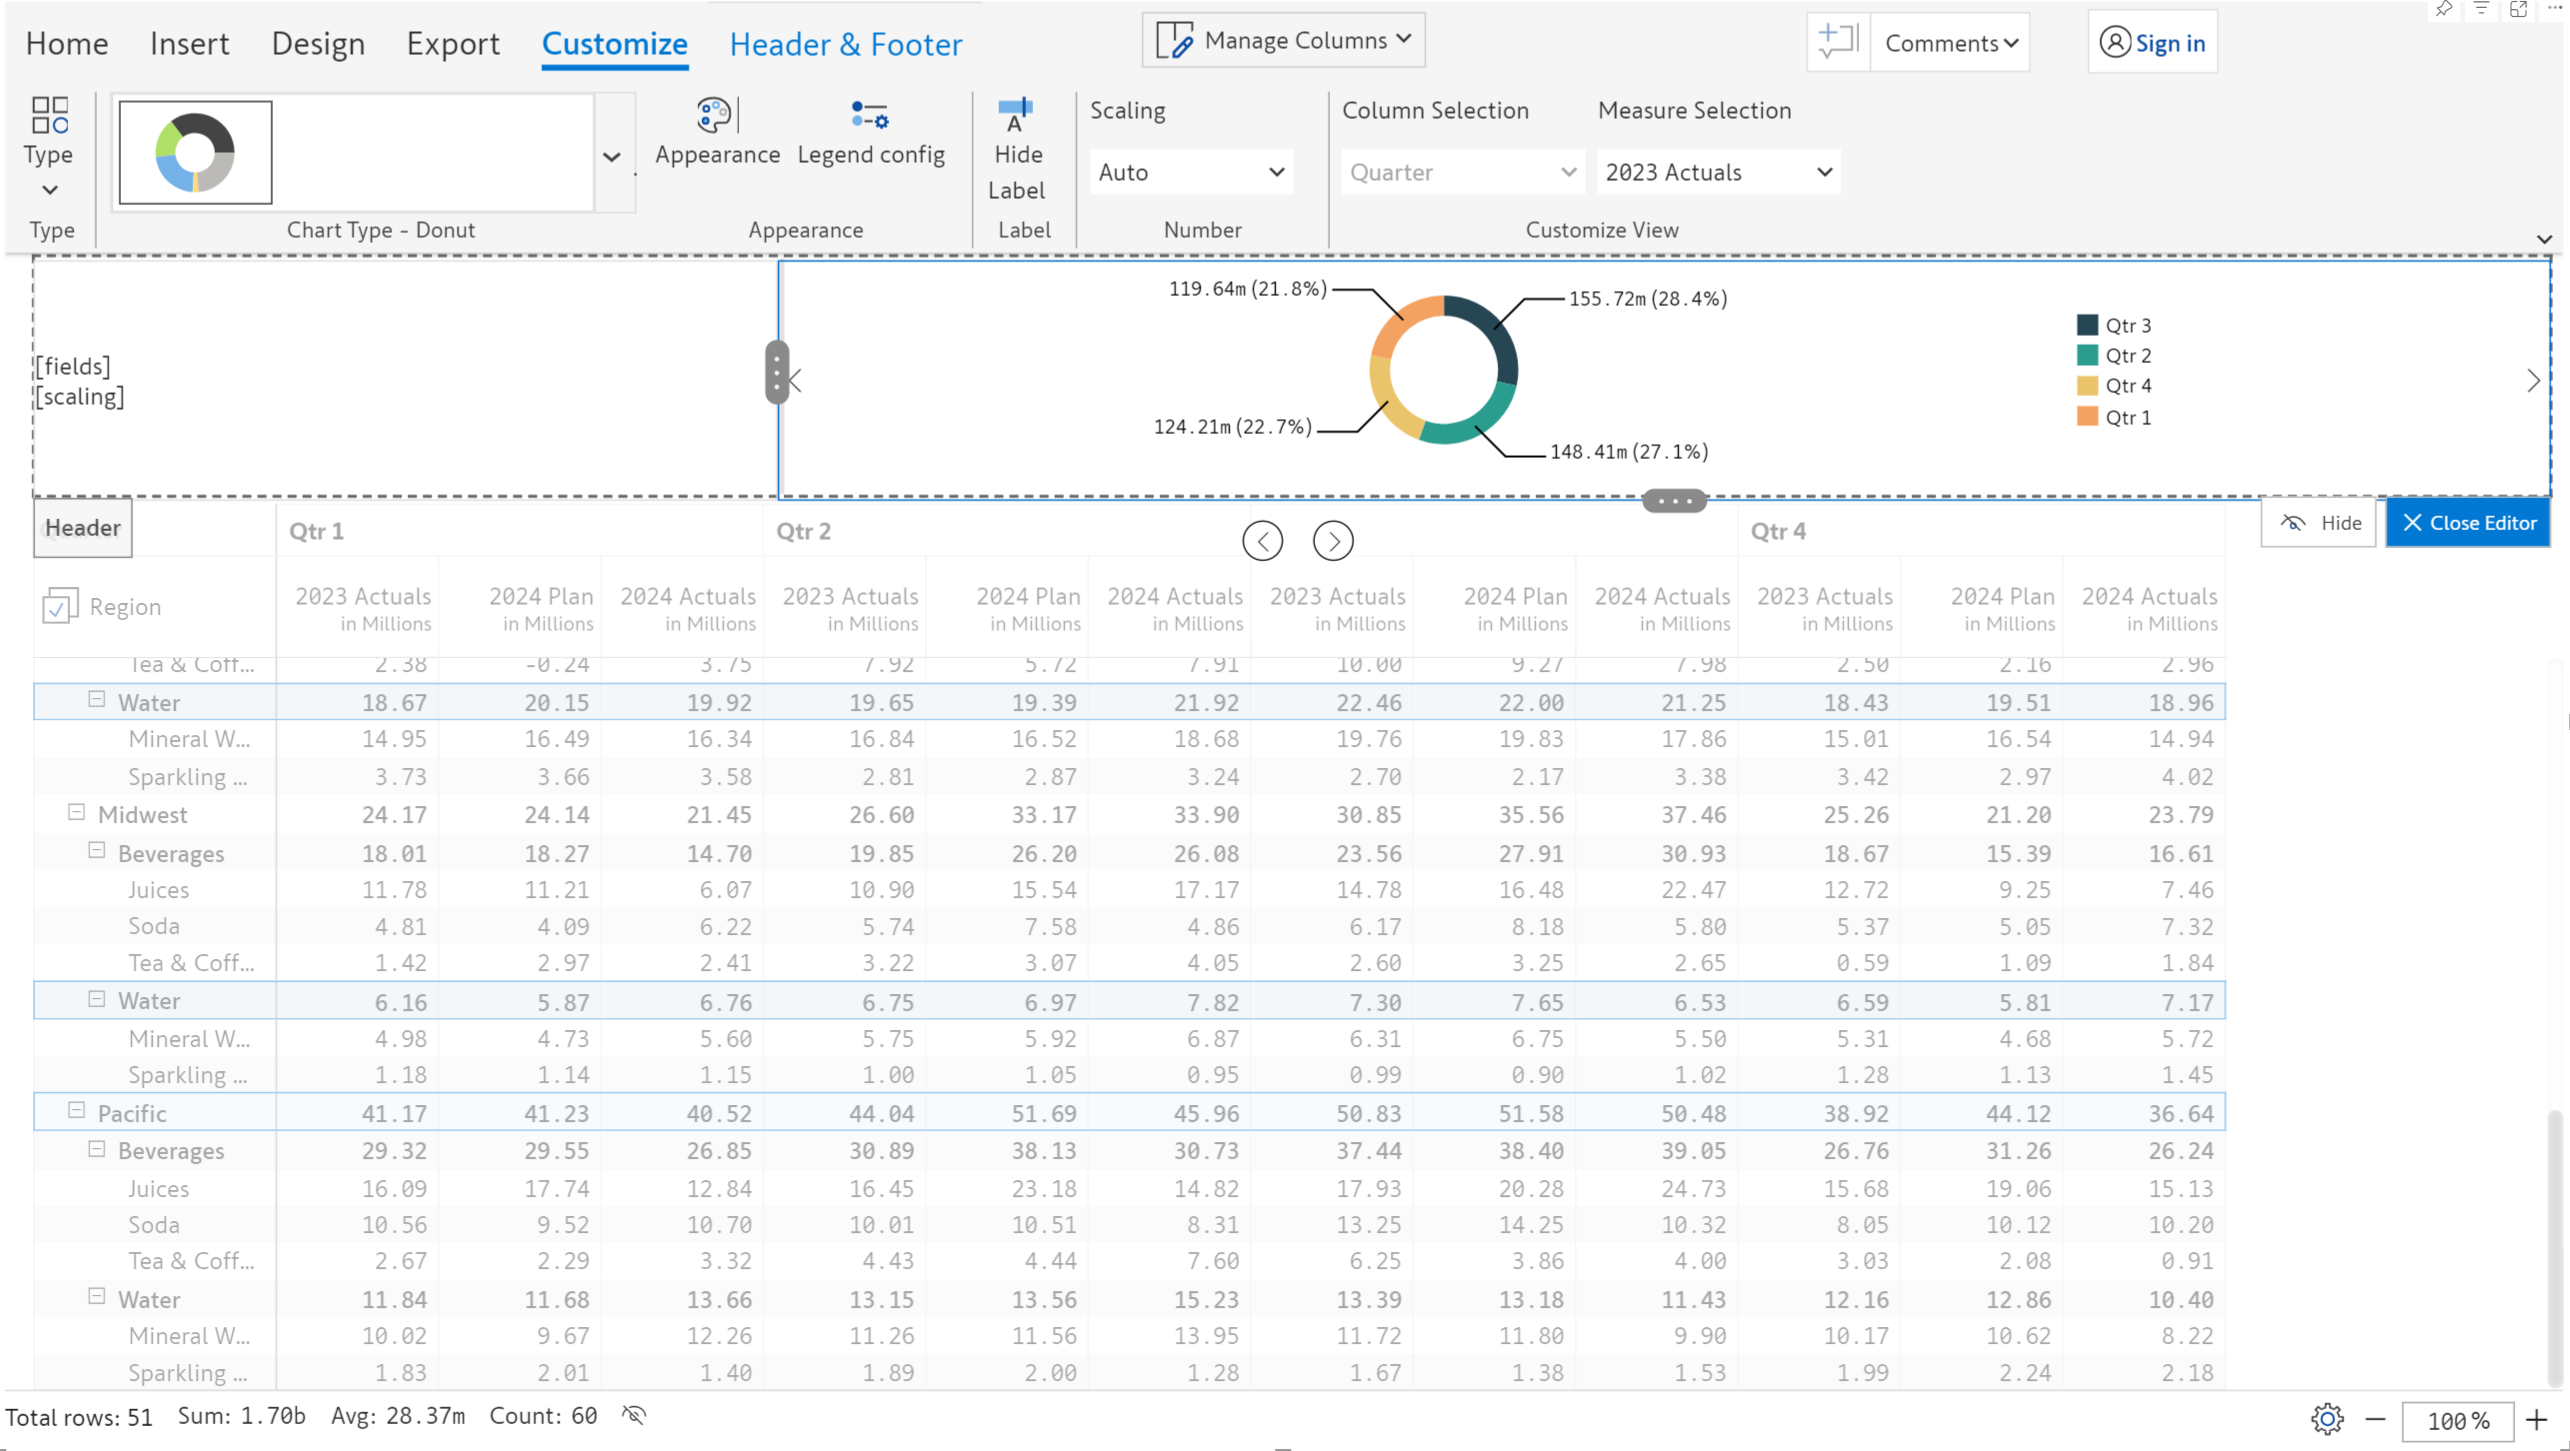 Home Insert Design Export Customize Header & Footer Manage Columns Comments Sign in
Type
Type
Chart Type - Donut
Appearance Legend config
Appearance
Hide
Label
Label
Scaling
Auto
Number
Column Selection Measure Selection
Quarter 2023 Actuals
Customize View
[fields]
[scaling]
119.64m (21.8%) 155.72m (28.4%)
124.21m (22.7%) 148.41m (27.1%)
Qtr 3
Qtr 2
Qtr 4
Qtr 1
Header Qtr 1 Qtr 2 Qtr 4 Hide Close Editor
Region 2023 Actuals 2024 Plan 2024 Actuals 2023 Actuals 2024 Plan 2024 Actuals 2023 Actuals 2024 Plan 2024 Actuals 2023 Actuals 2024 Plan 2024 Actuals
in Millions in Millions in Millions in Millions in Millions in Millions in Millions in Millions in Millions in Millions in Millions in Millions
Tea & Coff... 2.38 -0.24 3.75 7.92 5.72 7.91 10.00 9.27 7.98 2.50 2.16 2.96
Water 18.67 20.15 19.92 19.65 19.39 21.92 22.46 22.00 21.25 18.43 19.51 18.96
Mineral W... 14.95 16.49 16.34 16.84 16.52 18.68 19.76 19.83 17.86 15.01 16.54 14.94
Sparkling ... 3.73 3.66 3.58 2.81 2.87 3.24 2.70 2.17 3.38 3.42 2.97 4.02
Midwest 24.17 24.14 21.45 26.60 33.17 33.90 30.85 35.56 37.46 25.26 21.20 23.79
Beverages 18.01 18.27 14.70 19.85 26.20 26.08 23.56 27.91 30.93 18.67 15.39 16.61
Juices 11.78 11.21 6.07 10.90 15.54 17.17 14.78 16.48 22.47 12.72 9.25 7.46
Soda 4.81 4.09 6.22 5.74 7.58 4.86 6.17 8.18 5.80 5.37 5.05 7.32
Tea & Coff... 1.42 2.97 2.41 3.22 3.07 4.05 2.60 3.25 2.65 0.59 1.09 1.84
Water 6.16 5.87 6.76 6.75 6.97 7.82 7.30 7.65 6.53 6.59 5.81 7.17
Mineral W... 4.98 4.73 5.60 5.75 5.92 6.87 6.31 6.75 5.50 5.31 4.68 5.72
Sparkling ... 1.18 1.14 1.15 1.00 1.05 0.95 0.99 0.90 1.02 1.28 1.13 1.45
Pacific 41.17 41.23 40.52 44.04 51.69 45.96 50.83 51.58 50.48 38.92 44.12 36.64
Beverages 29.32 29.55 26.85 30.89 38.13 30.73 37.44 38.40 39.05 26.76 31.26 26.24
Juices 16.09 17.74 12.84 16.45 23.18 14.82 17.93 20.28 24.73 15.68 19.06 15.13
Soda 10.56 9.52 10.70 10.01 10.51 8.31 13.25 14.25 10.32 8.05 10.12 10.20
Tea & Coff... 2.67 2.29 3.32 4.43 4.44 7.60 6.25 3.86 4.00 3.03 2.08 0.91
Water 11.84 11.68 13.66 13.15 13.56 15.23 13.39 13.18 11.43 12.16 12.86 10.40
Mineral W... 10.02 9.67 12.26 11.26 11.56 13.95 11.72 11.80 9.90 10.17 10.62 8.22
Sparkling ... 1.83 2.01 1.40 1.89 2.00 1.28 1.67 1.38 1.53 1.99 2.24 2.18
Total rows: 51 Sum: 1.70b Avg: 28.37m Count: 60 100 %